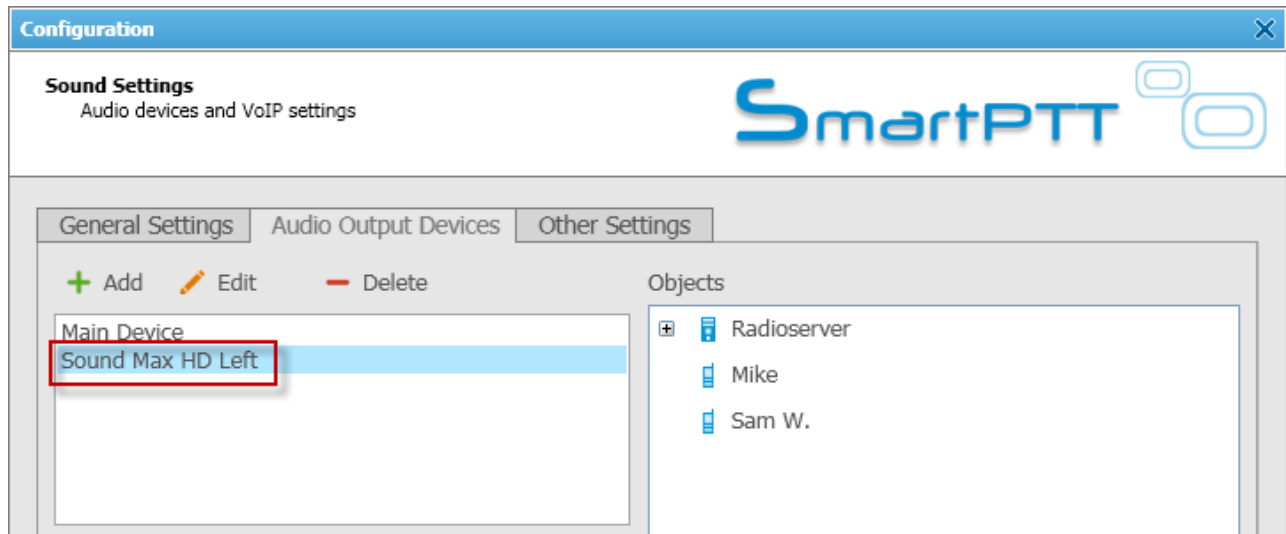 Configuration
Sound Settings
Audio devices and VoIP settings
SmartPTT
General Settings
Audio Output Devices
Other Settings
Add
Edit
Delete
Main Device
Sound Max HD Left
Objects
Radioserver
Mike
Sam W.